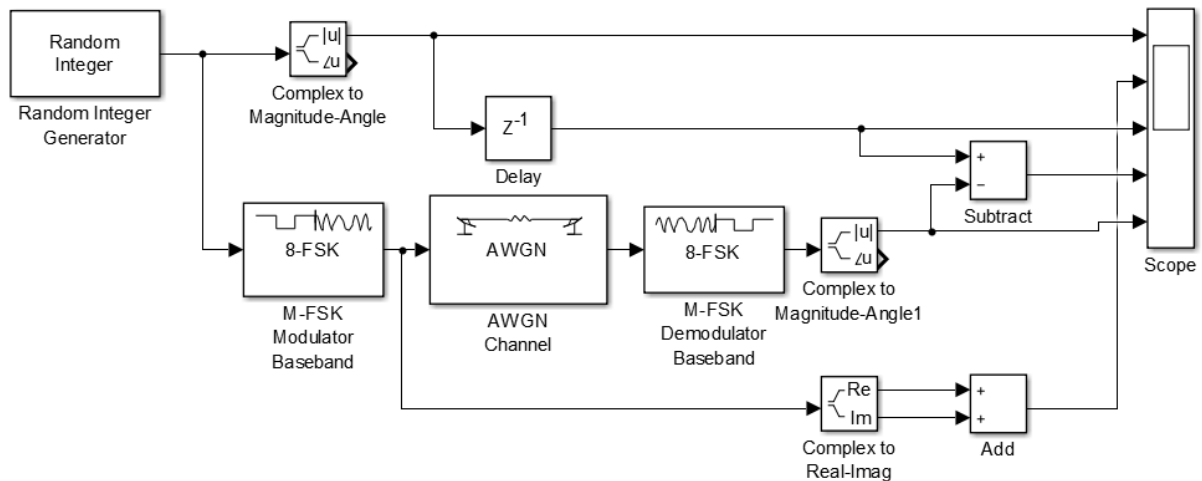 Random
Integer
Random Integer
Generator
|u|
∠u
Complex to
Magnitude-Angle
Z-1
Delay
+
−
Subtract
Scope
8-FSK
M-FSK
Modulator
Baseband
AWGN
AWGN
Channel
8-FSK
M-FSK
Demodulator
Baseband
|u|
∠u
Complex to
Magnitude-Angle1
Re
Im
Complex to
Real-Imag
+
+
Add